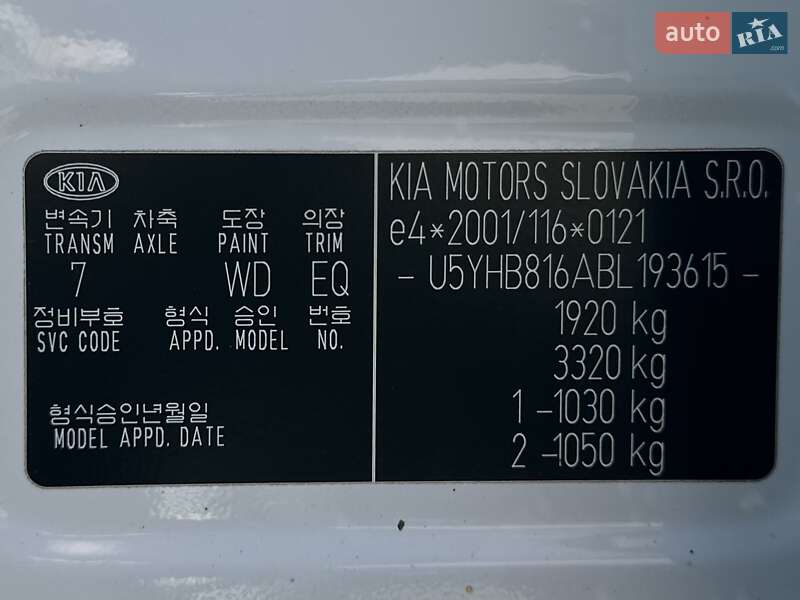 auto RIA .com
KIA
변속기 차축 도장 의장
TRANSM AXLE PAINT TRIM
7 WD EQ
정비부호 형식 승인 번호
SVC CODE APPD. MODEL NO.
형식승인년월일
MODEL APPD. DATE
KIA MOTORS SLOVAKIA S.R.O.
e4*2001/116*0121
- U5YHB816ABL193615 -
1920 kg
3320 kg
1 -1030 kg
2 -1050 kg